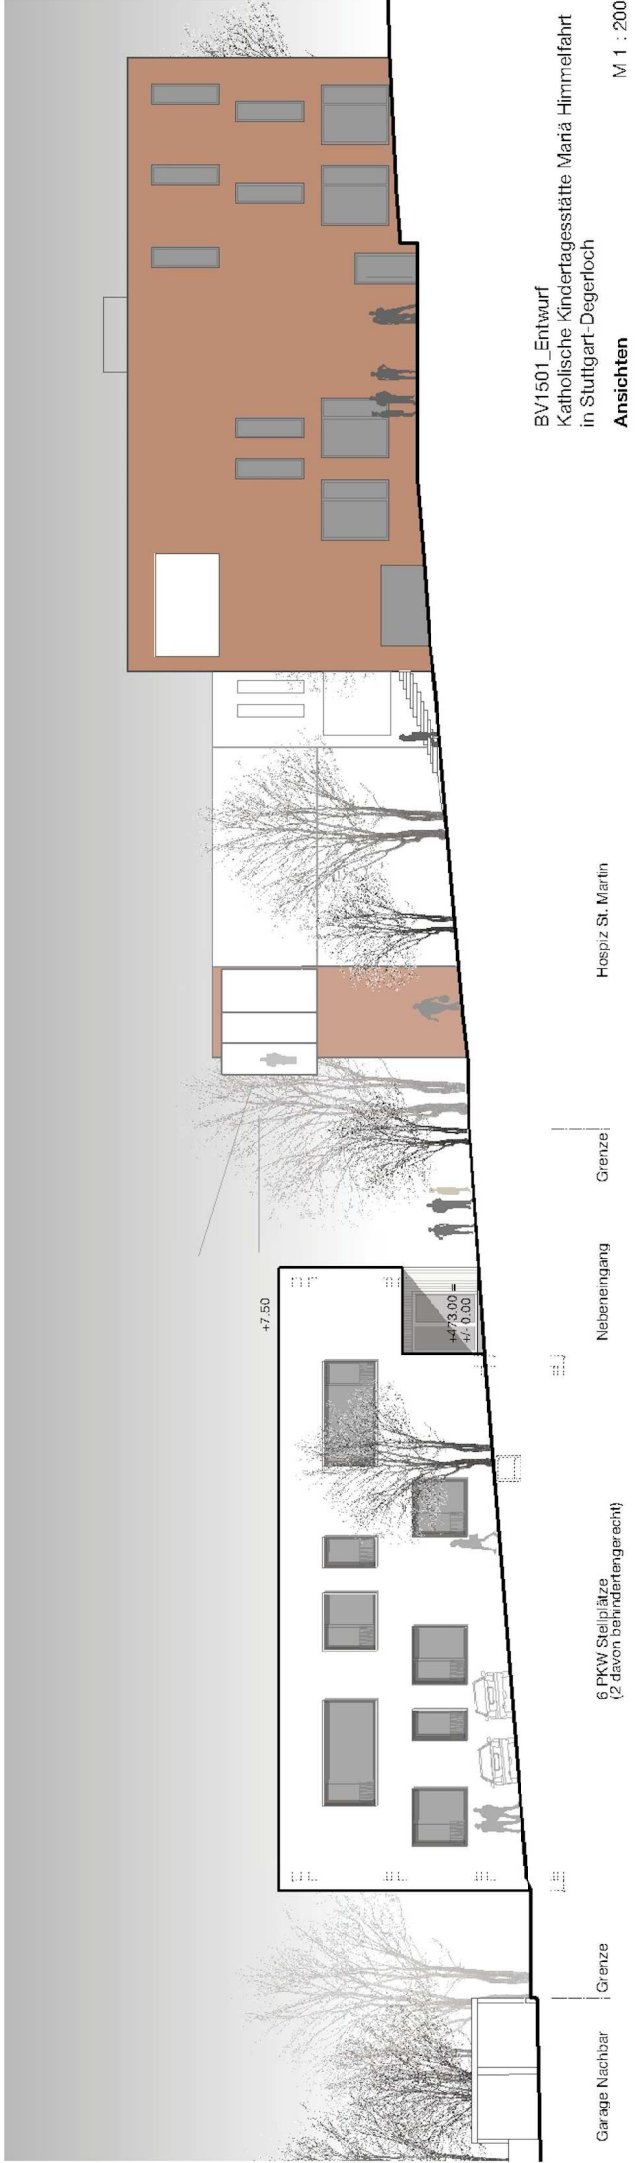 +7.50
+473.00 =
+/- 0.00
Garage Nachbar
Grenze
6 PKW Stellplätze
(2 davon behindertengerecht)
Nebeneingang
Grenze
Hospiz St. Martin
BV1501_Entwurf
Katholische Kindertagesstätte Mariä Himmelfahrt
in Stuttgart-Degerloch
Ansichten
M 1 : 200